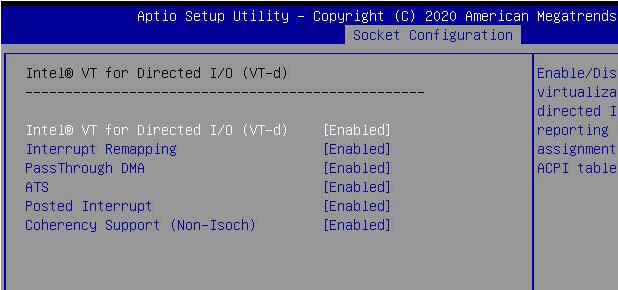 Aptio Setup Utility – Copyright (C) 2020 American Megatrends
Socket Configuration
Intel® VT for Directed I/O (VT-d)
--------------------------------------------------
Intel® VT for Directed I/O (VT-d) [Enabled]
Interrupt Remapping [Enabled]
PassThrough DMA [Enabled]
ATS [Enabled]
Posted Interrupt [Enabled]
Coherency Support (Non-Isoch) [Enabled]
Enable/Dis
virtualiza
directed I
reporting
assignment
ACPI table